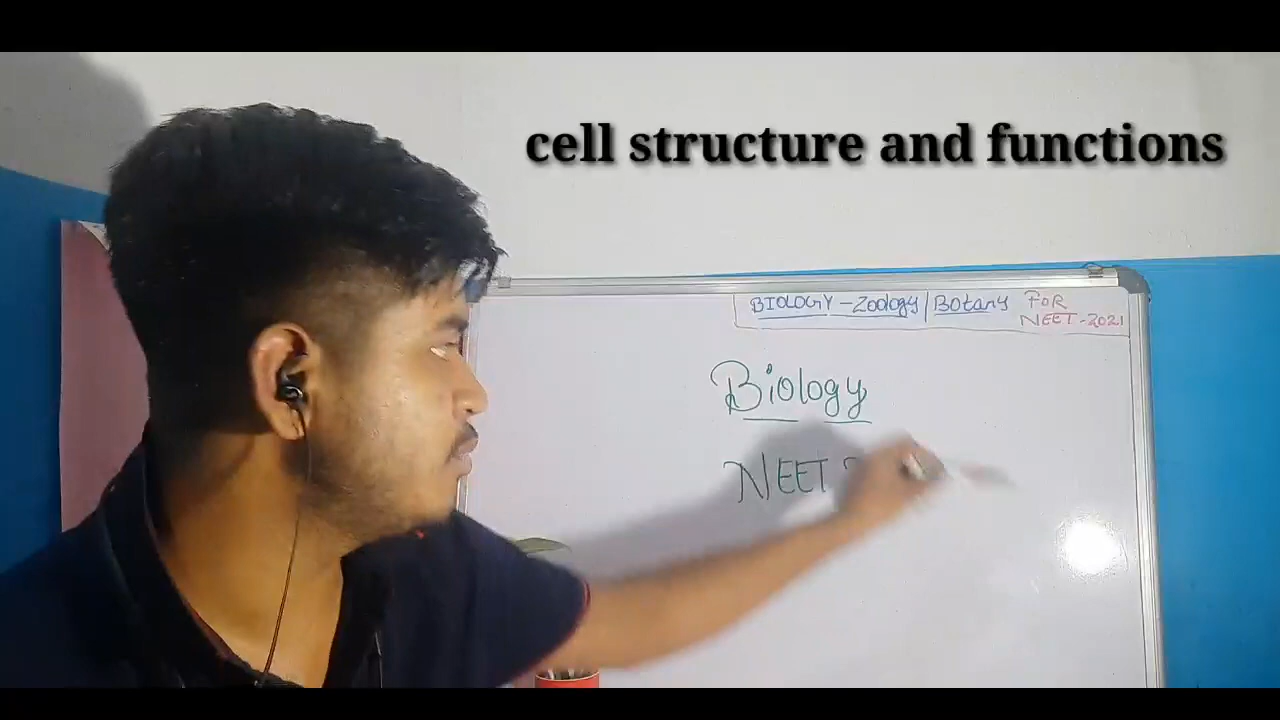 cell structure and functions
BIOLOGY - Zoology | Botany FOR
NEET - 2021
Biology
NEET